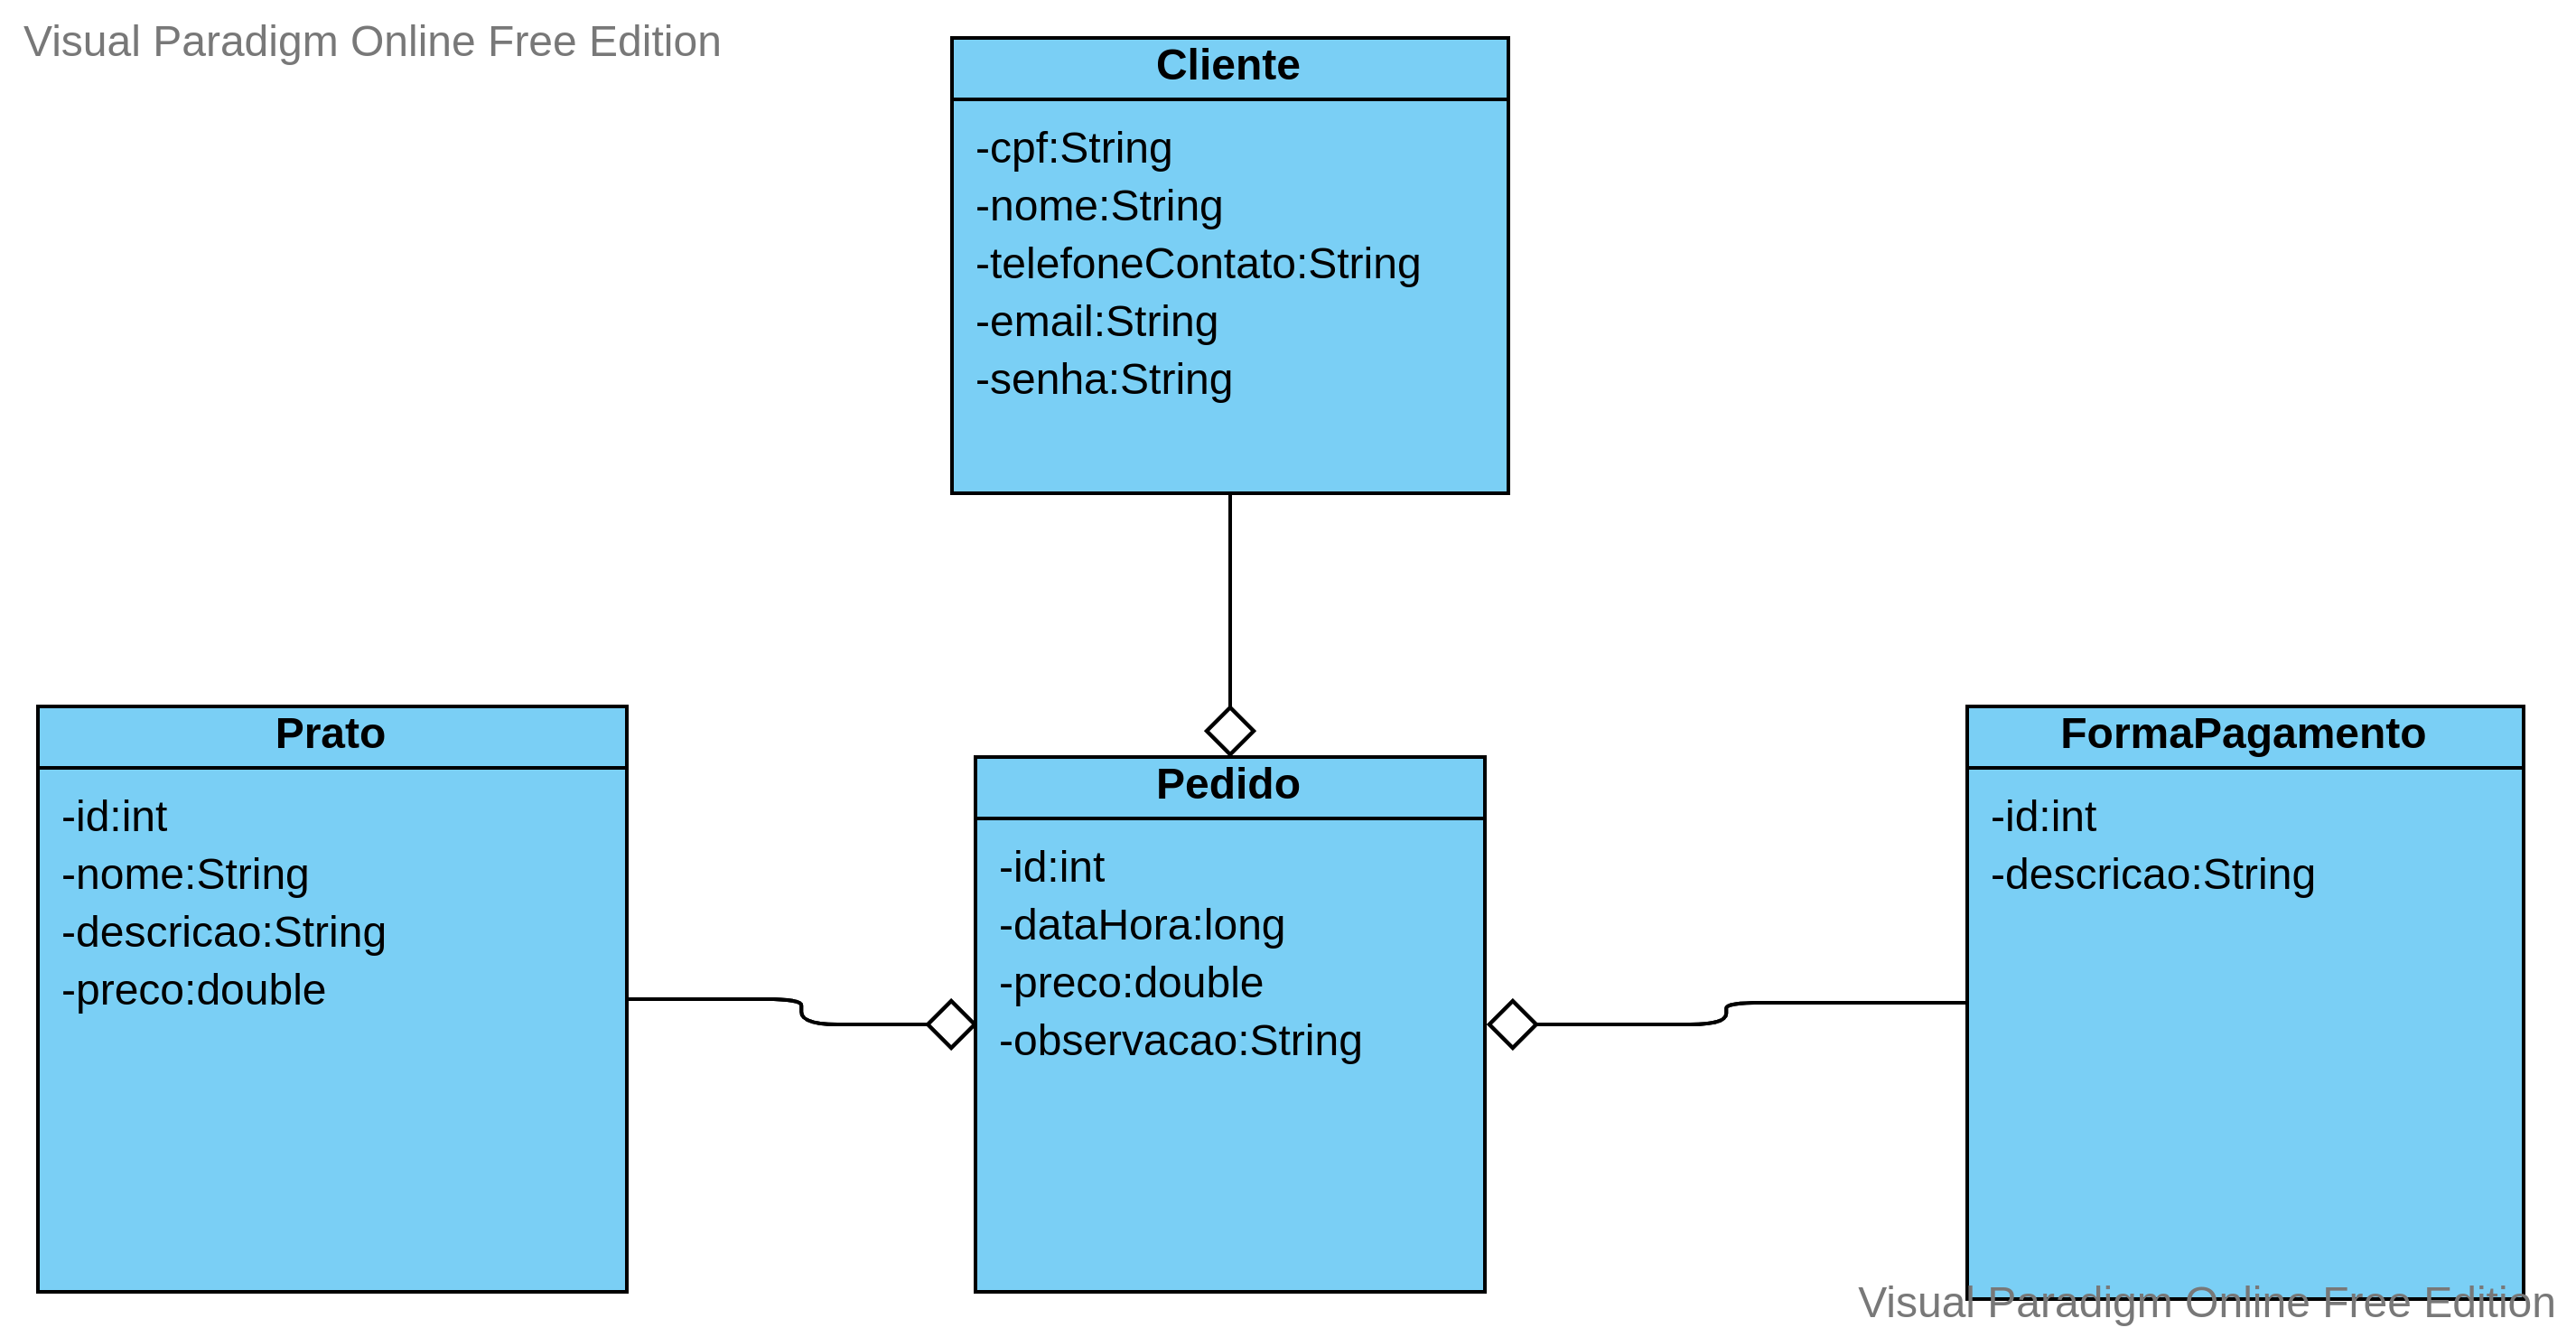 Visual Paradigm Online Free Edition
Cliente
-cpf:String
-nome:String
-telefoneContato:String
-email:String
-senha:String
Prato
-id:int
-nome:String
-descricao:String
-preco:double
Pedido
-id:int
-dataHora:long
-preco:double
-observacao:String
FormaPagamento
-id:int
-descricao:String
Visual Paradigm Online Free Edition